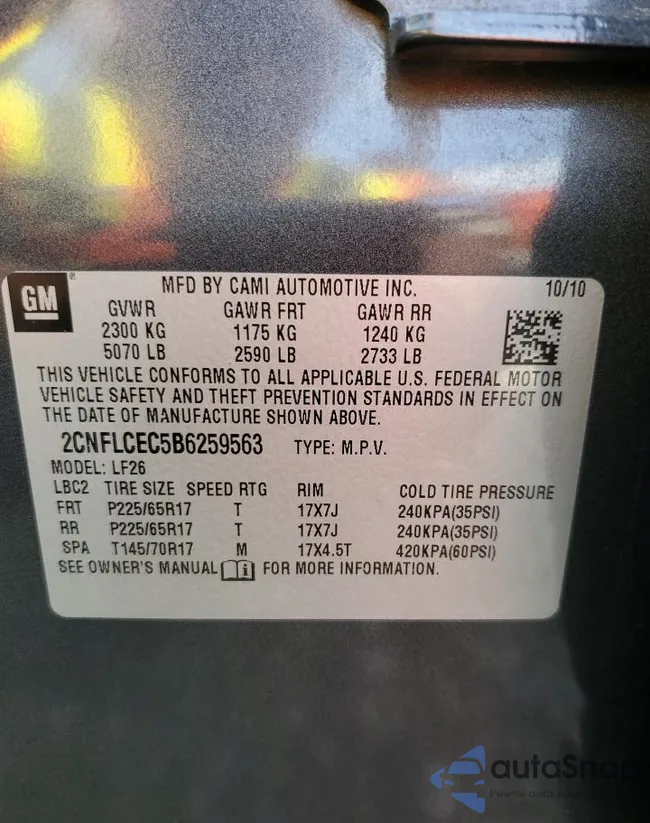 GM
MFD BY CAMI AUTOMOTIVE INC. 10/10
GVWR GAWR FRT GAWR RR
2300 KG 1175 KG 1240 KG
5070 LB 2590 LB 2733 LB
THIS VEHICLE CONFORMS TO ALL APPLICABLE U.S. FEDERAL MOTOR
VEHICLE SAFETY AND THEFT PREVENTION STANDARDS IN EFFECT ON
THE DATE OF MANUFACTURE SHOWN ABOVE.
2CNFLCEC5B6259563 TYPE: M.P.V.
MODEL: LF26
LBC2 TIRE SIZE SPEED RTG RIM COLD TIRE PRESSURE
FRT P225/65R17 T 17X7J 240KPA(35PSI)
RR P225/65R17 T 17X7J 240KPA(35PSI)
SPA T145/70R17 M 17X4.5T 420KPA(60PSI)
SEE OWNER'S MANUAL i FOR MORE INFORMATION.
autaSnap
Pewne auta z